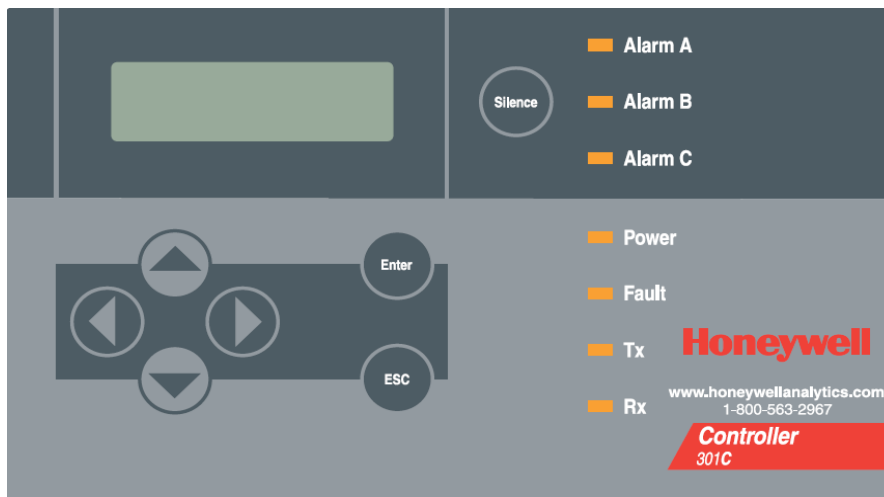 Alarm A
Silence
Alarm B
Alarm C
Power
Enter
Fault
Tx
Honeywell
ESC
Rx
www.honeywellanalytics.com
1-800-563-2967
Controller
301C